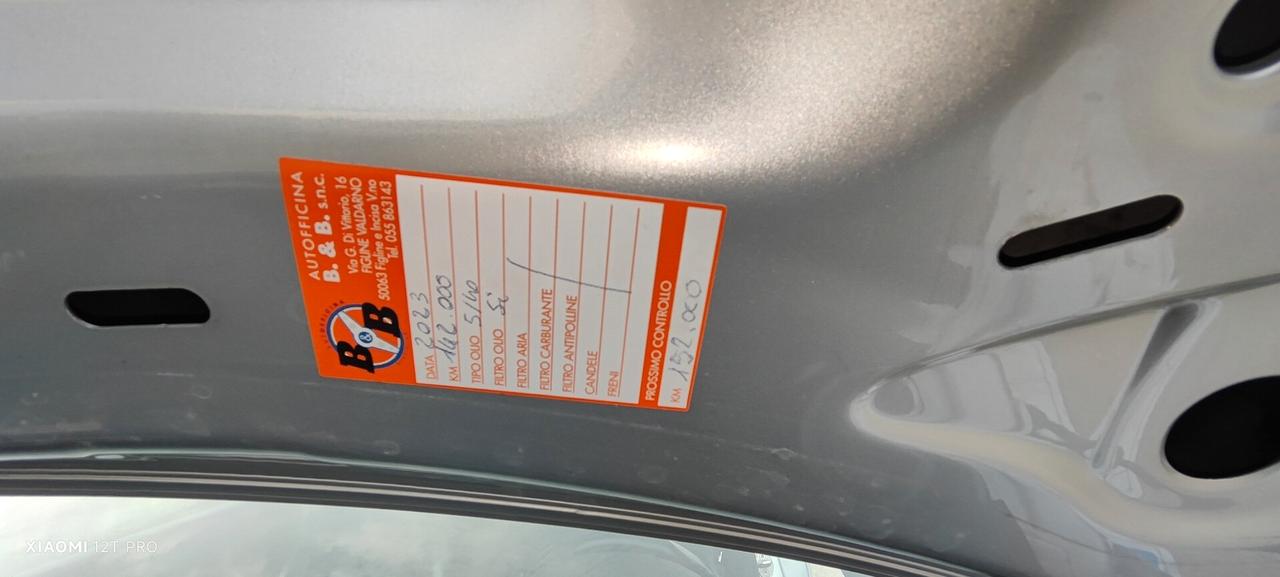 AUTOFFICINA
B. & B. s.n.c.
Via G. Di Vittorio, 16
FIGLINE VALDARNO
50063 Figline e Incisa V.no
Tel. 055 863143
B&B
DATA 2023
KM 142.000
TIPO OLIO 5/40
FILTRO OLIO Si
FILTRO ARIA
FILTRO CARBURANTE
FILTRO ANTIPOLLINE
CANDELE
FRENI
PROSSIMO CONTROLLO
KM 152.000
XIAOMI 12T PRO